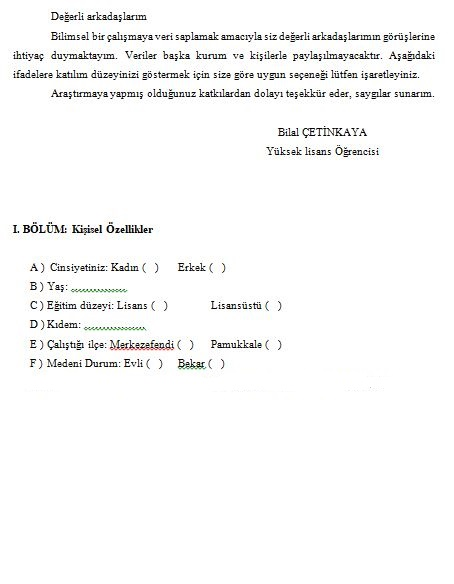 Değerli arkadaşlarım
Bilimsel bir çalışmaya veri saplamak amacıyla siz değerli arkadaşlarımın görüşlerine
ihtiyaç duymaktayım. Veriler başka kurum ve kişilerle paylaşılmayacaktır. Aşağıdaki
ifadelere katılım düzeyinizi göstermek için size göre uygun seçeneği lütfen işaretleyiniz.
Araştırmaya yapmış olduğunuz katkılardan dolayı teşekkür eder, saygılar sunarım.
Bilal ÇETİNKAYA
Yüksek lisans Öğrencisi
I. BÖLÜM: Kişisel Özellikler
A ) Cinsiyetiniz: Kadın ( ) Erkek ( )
B ) Yaş: ....................
C ) Eğitim düzeyi: Lisans ( ) Lisansüstü ( )
D ) Kıdem: ......................
E ) Çalıştığı ilçe: Merkezefendi ( ) Pamukkale ( )
F ) Medeni Durum: Evli ( ) Bekar ( )